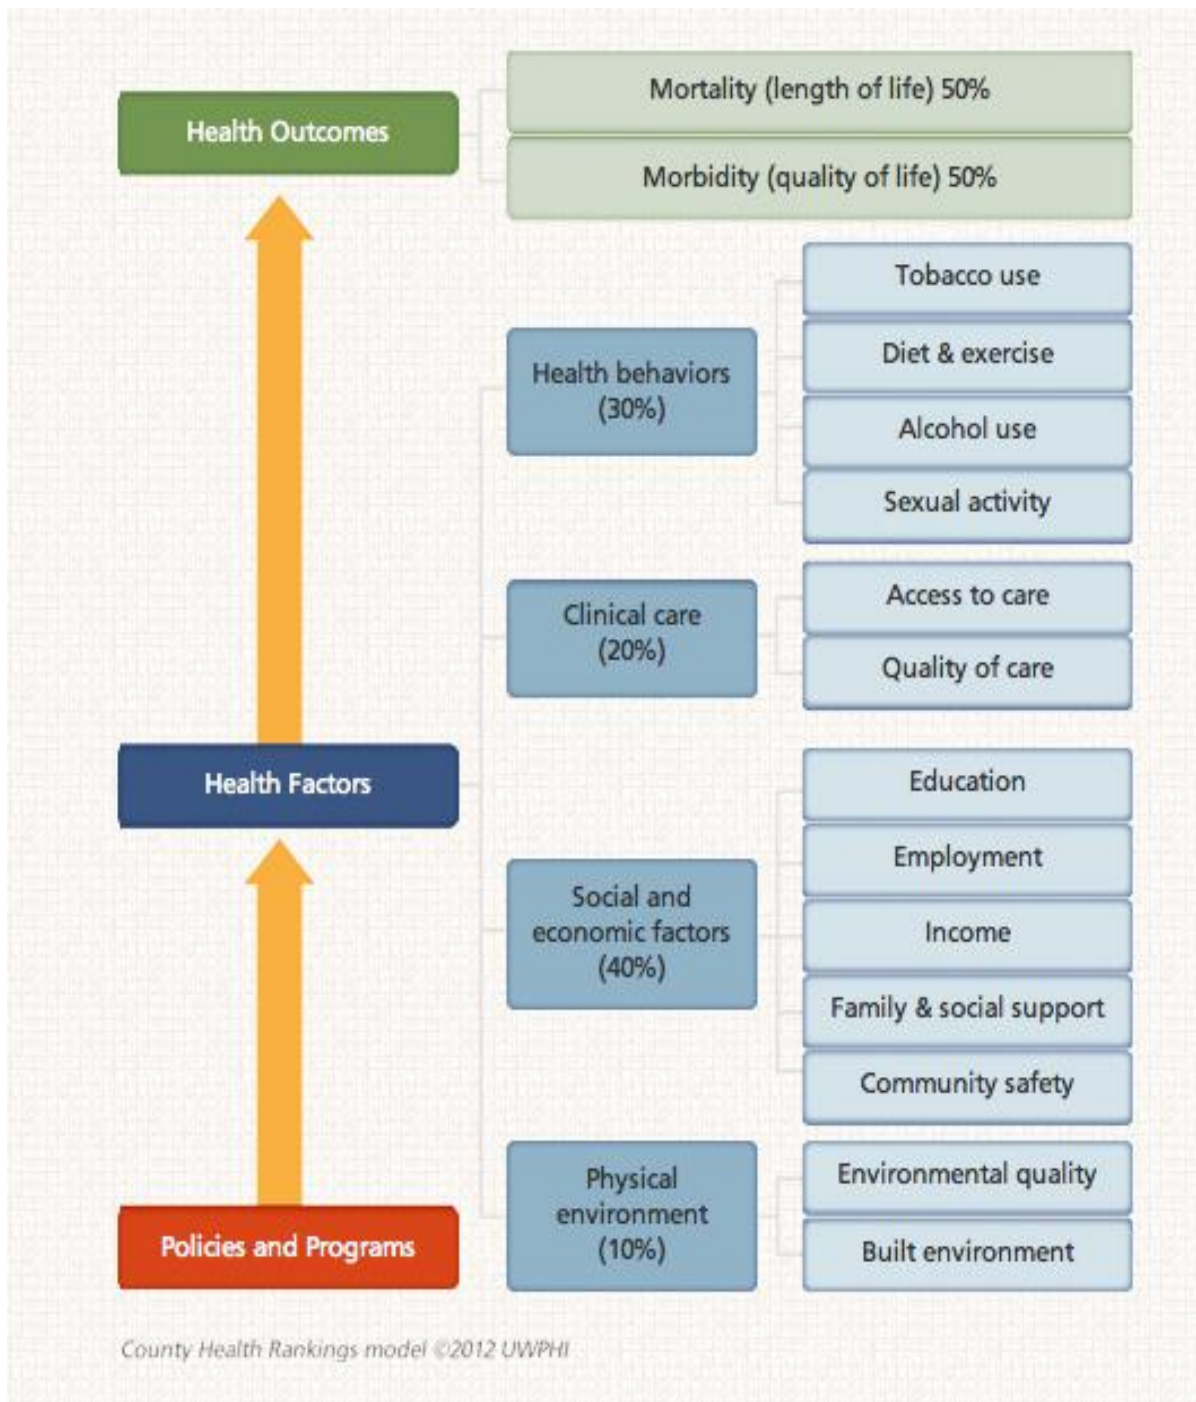 Health Outcomes
Mortality (length of life) 50%
Morbidity (quality of life) 50%
Health Factors
Health behaviors
(30%)
Tobacco use
Diet & exercise
Alcohol use
Sexual activity
Clinical care
(20%)
Access to care
Quality of care
Social and
economic factors
(40%)
Education
Employment
Income
Family & social support
Community safety
Physical
environment
(10%)
Environmental quality
Built environment
Policies and Programs
County Health Rankings model ©2012 UWPHI